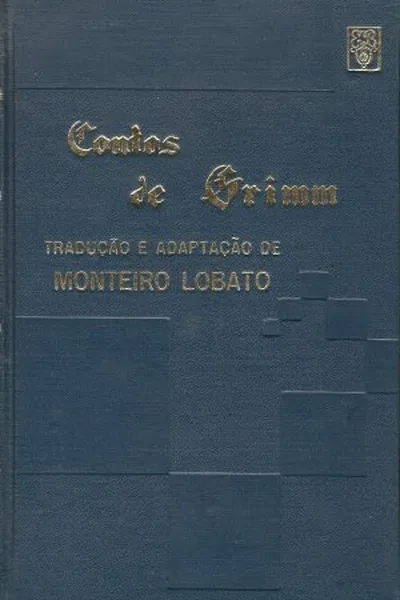 Contos
de Grimm
TRADUÇÃO E ADAPTAÇÃO DE
MONTEIRO LOBATO